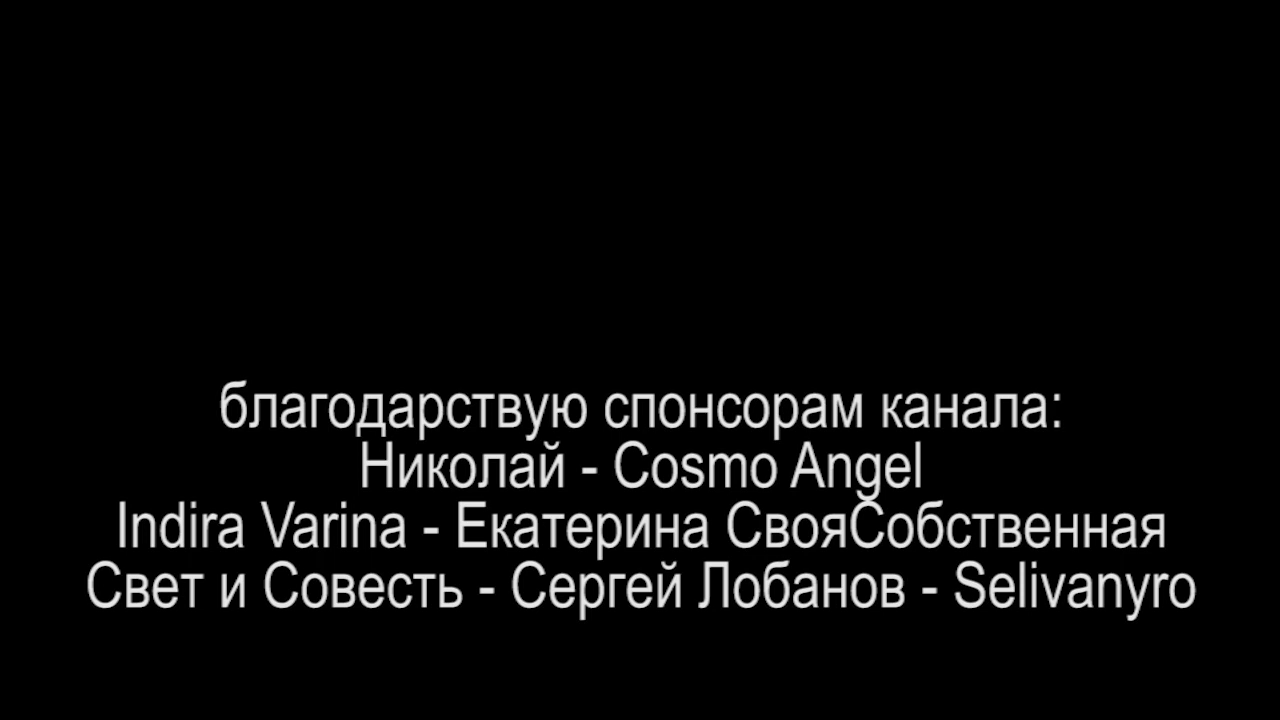 благодарствую спонсорам канала:
Николай - Cosmo Angel
Indira Varina - Екатерина СвояСобственная
Свет и Совесть - Сергей Лобанов - Selivanyro